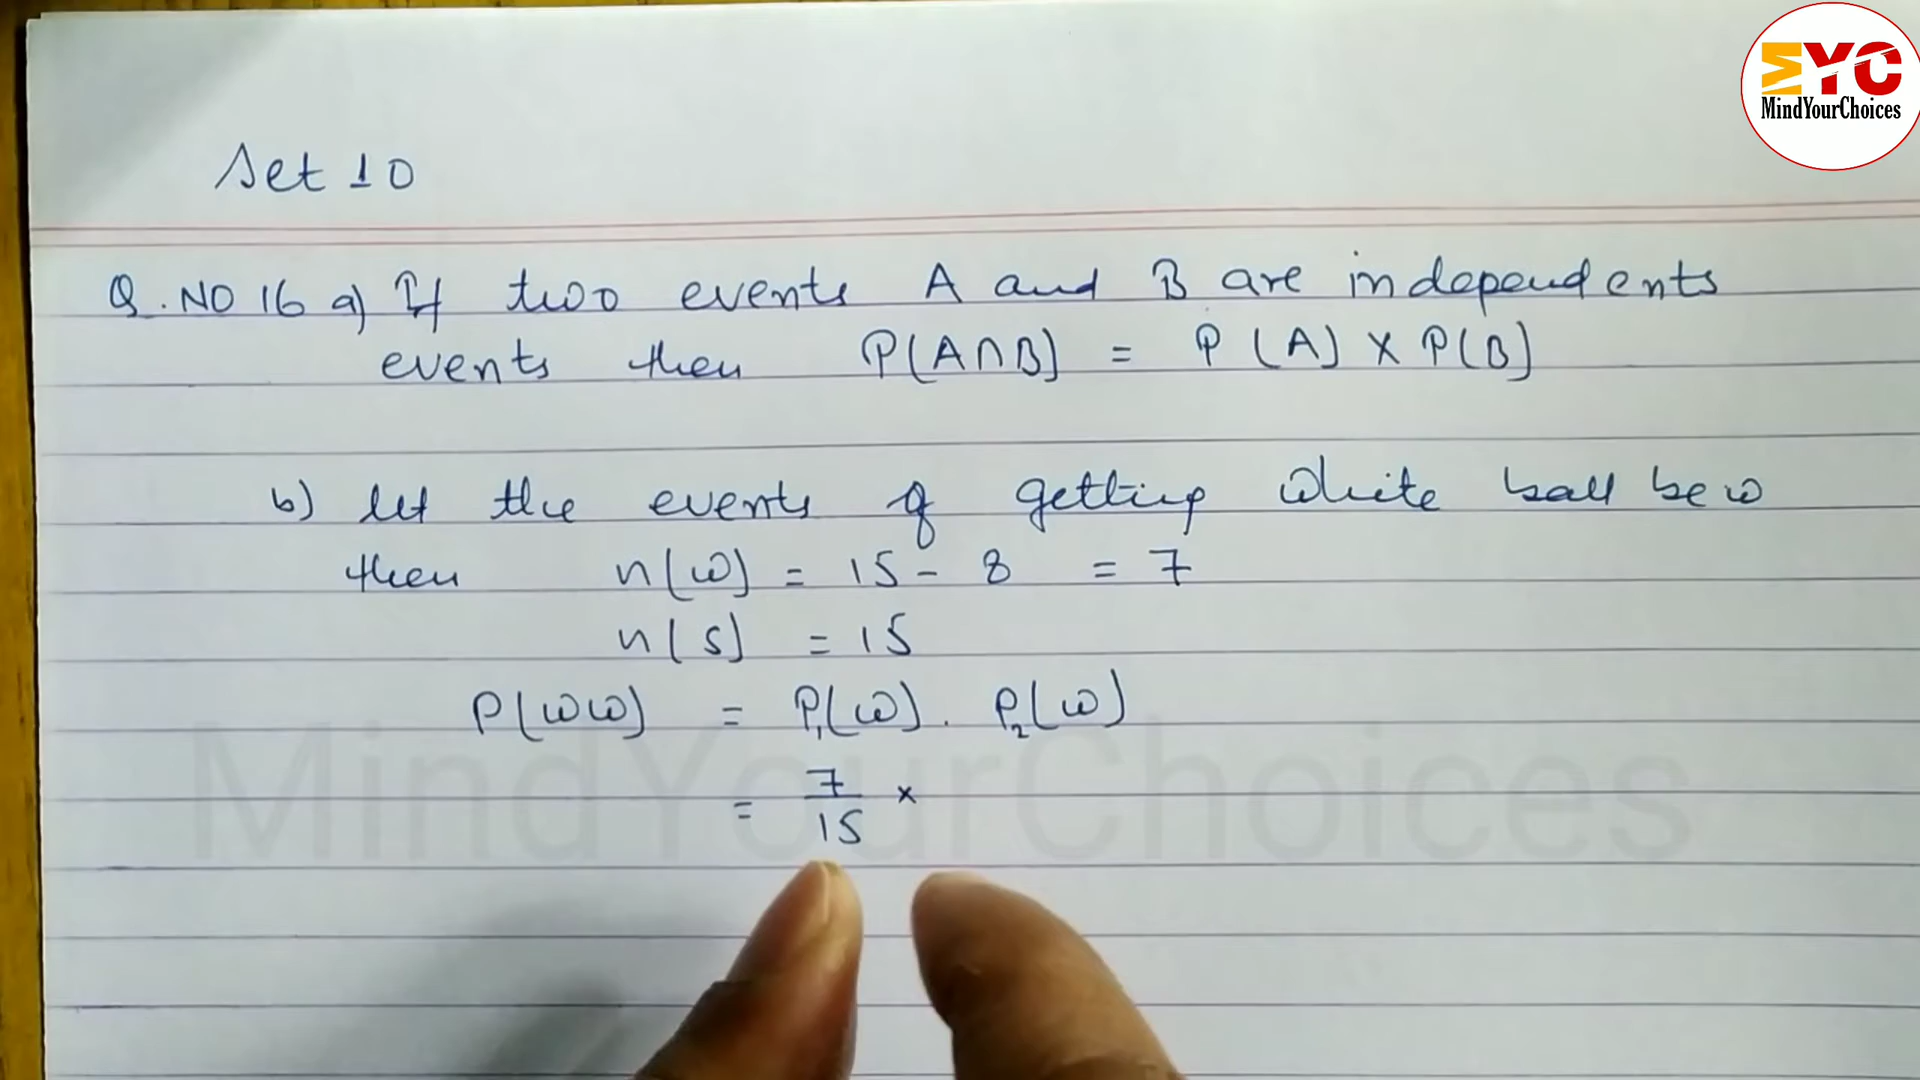 MYC
MindYourChoices
Set 10
Q.NO 16 a) If two events A and B are independents
events then P(A∩B) = P(A) × P(B)
b) let the events of getting white ball be w
then n(w) = 15 - 8 = 7
n(s) = 15
P(ww) = P₁(w) . P₂(w)
= 7/15 ×
MindYourChoices